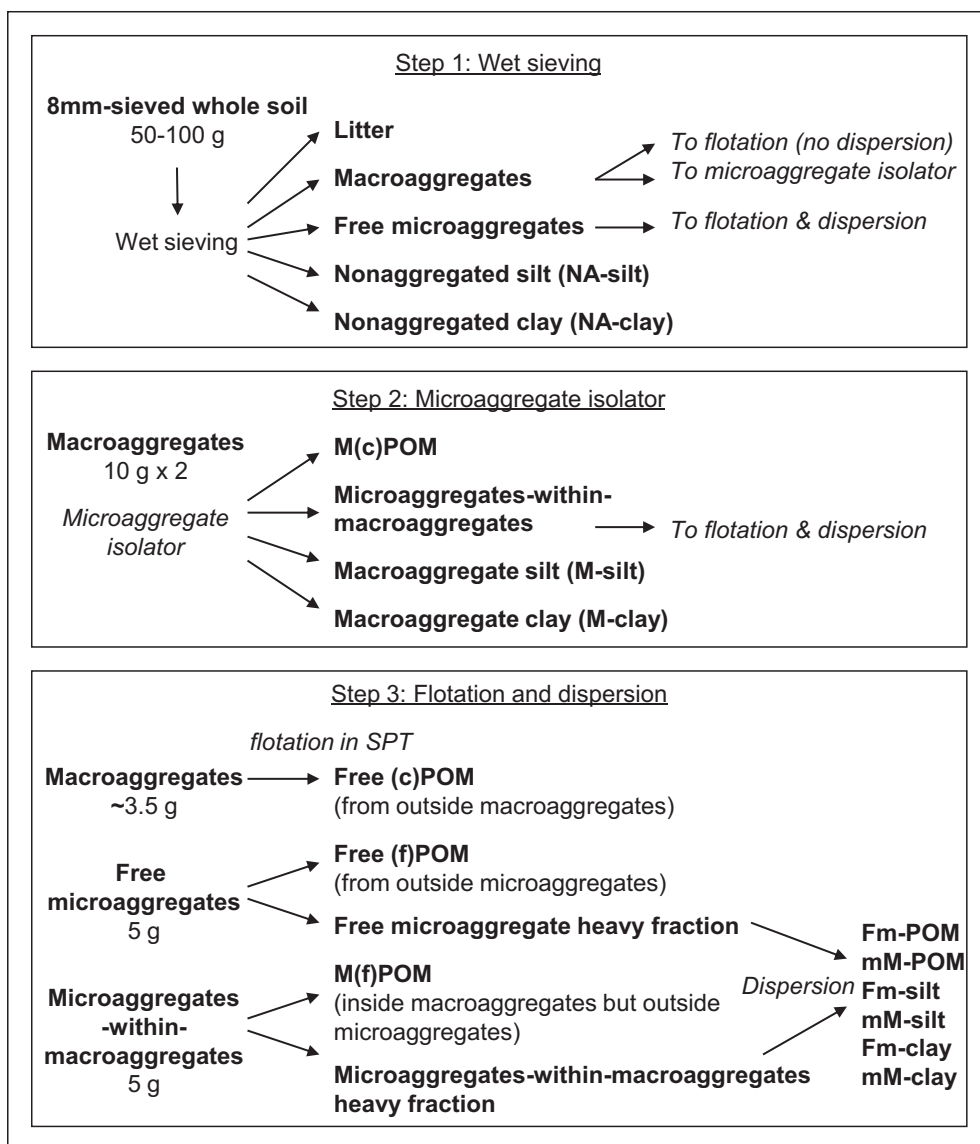 Step 1: Wet sieving
8mm-sieved whole soil
50-100 g
Wet sieving
Litter
Macroaggregates
To flotation (no dispersion)
To microaggregate isolator
Free microaggregates
To flotation & dispersion
Nonaggregated silt (NA-silt)
Nonaggregated clay (NA-clay)
Step 2: Microaggregate isolator
Macroaggregates
10 g x 2
Microaggregate
isolator
M(c)POM
Microaggregates-within-
macroaggregates
To flotation & dispersion
Macroaggregate silt (M-silt)
Macroaggregate clay (M-clay)
Step 3: Flotation and dispersion
flotation in SPT
Macroaggregates
~3.5 g
Free (c)POM
(from outside macroaggregates)
Free
microaggregates
5 g
Free (f)POM
(from outside microaggregates)
Free microaggregate heavy fraction
Microaggregates
-within-
macroaggregates
5 g
M(f)POM
(inside macroaggregates but outside
microaggregates)
Microaggregates-within-macroaggregates
heavy fraction
Dispersion
Fm-POM
mM-POM
Fm-silt
mM-silt
Fm-clay
mM-clay